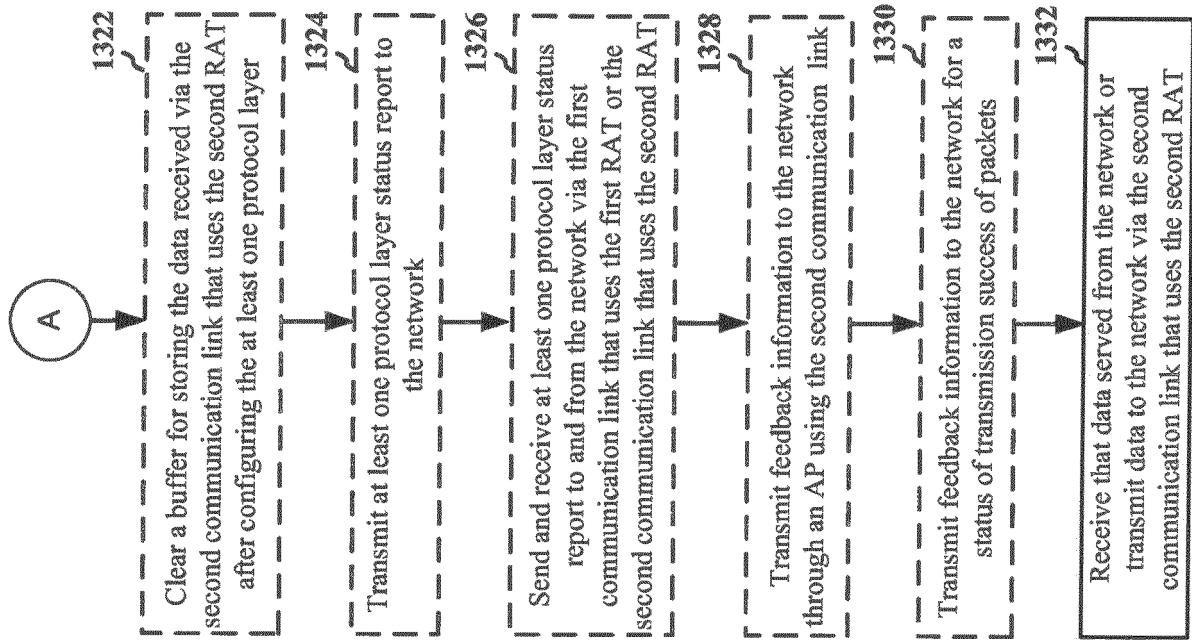 A
1322
Clear a buffer for storing the data received via the
second communication link that uses the second RAT
after configuring the at least one protocol layer
1324
Transmit at least one protocol layer status report to
the network
1326
Send and receive at least one protocol layer status
report to and from the network via the first
communication link that uses the first RAT or the
second communication link that uses the second RAT
1328
Transmit feedback information to the network
through an AP using the second communication link
1330
Transmit feedback information to the network for a
status of transmission success of packets
1332
Receive that data served from the network or
transmit data to the network via the second
communication link that uses the second RAT